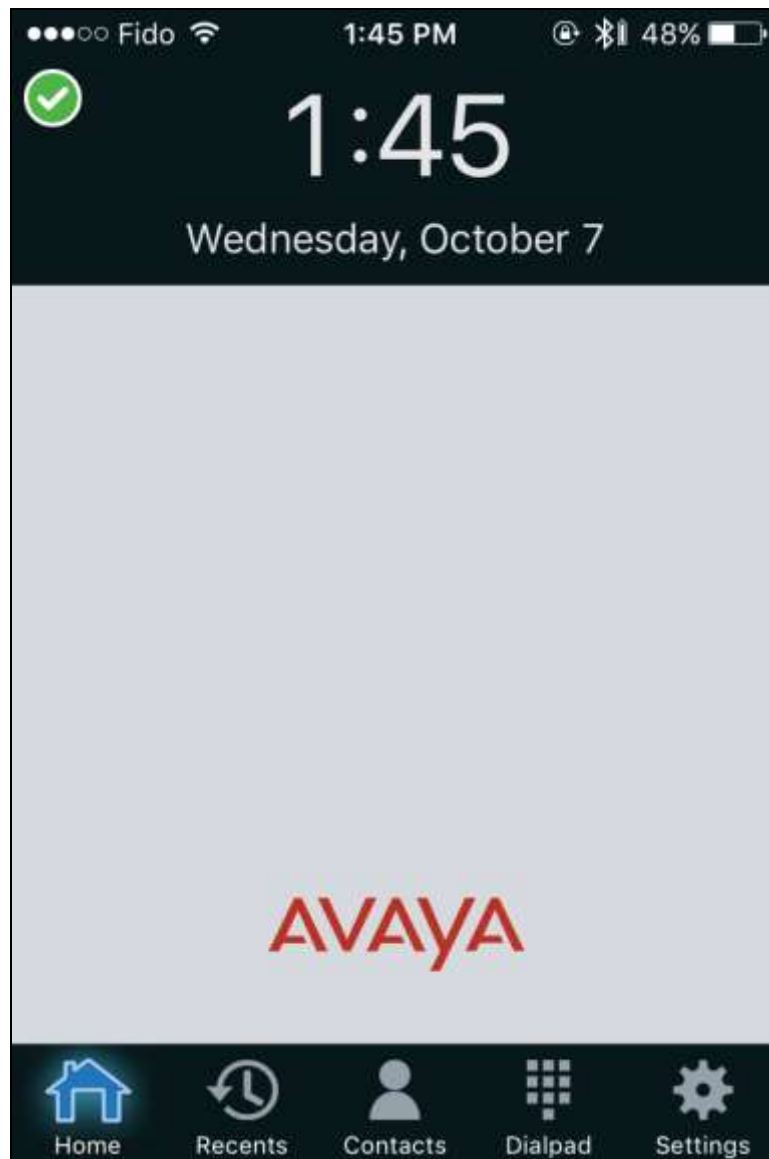 Fido 1:45 PM 48%
1:45
Wednesday, October 7
AVAYA
Home Recents Contacts Dialpad Settings